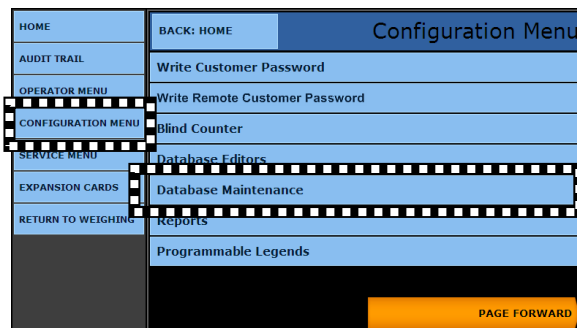 HOME
AUDIT TRAIL
OPERATOR MENU
CONFIGURATION MENU
SERVICE MENU
EXPANSION CARDS
RETURN TO WEIGHING
BACK: HOME
Configuration Menu
Write Customer Password
Write Remote Customer Password
Blind Counter
Database Editors
Database Maintenance
Reports
Programmable Legends
PAGE FORWARD